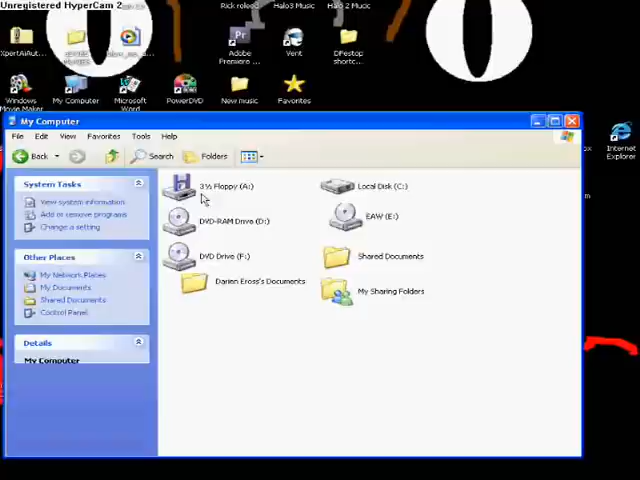 Unregistered HyperCam 2
Rick roleed
Halo3 Music
Halo 2 Music
XpertAiAut...
Adobe Premiere ...
Vent
DFestop shortc...
Windows Movie Maker
My Computer
Microsoft Word
PowerDVD
New music
Favorites
Internet Explorer
My Computer
File Edit View Favorites Tools Help
Back Search Folders
System Tasks
View system information
Add or remove programs
Change a setting
Other Places
My Network Places
My Documents
Shared Documents
Control Panel
Details
My Computer
3½ Floppy (A:)
Local Disk (C:)
DVD-RAM Drive (D:)
EAW (E:)
DVD Drive (F:)
Shared Documents
Darien Eross's Documents
My Sharing Folders